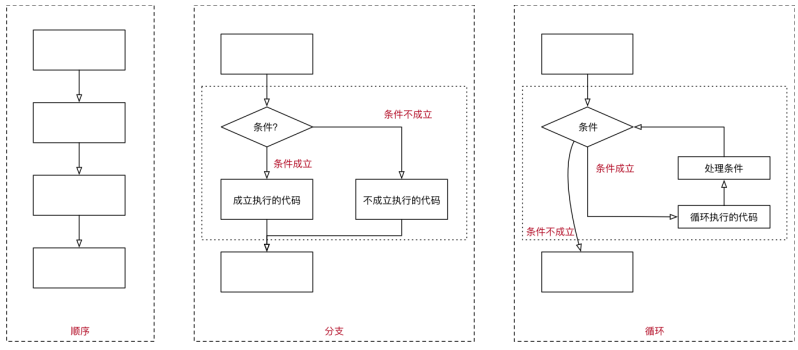 顺序
条件?
条件不成立
条件成立
成立执行的代码
不成立执行的代码
分支
条件
条件成立
处理条件
循环执行的代码
条件不成立
循环